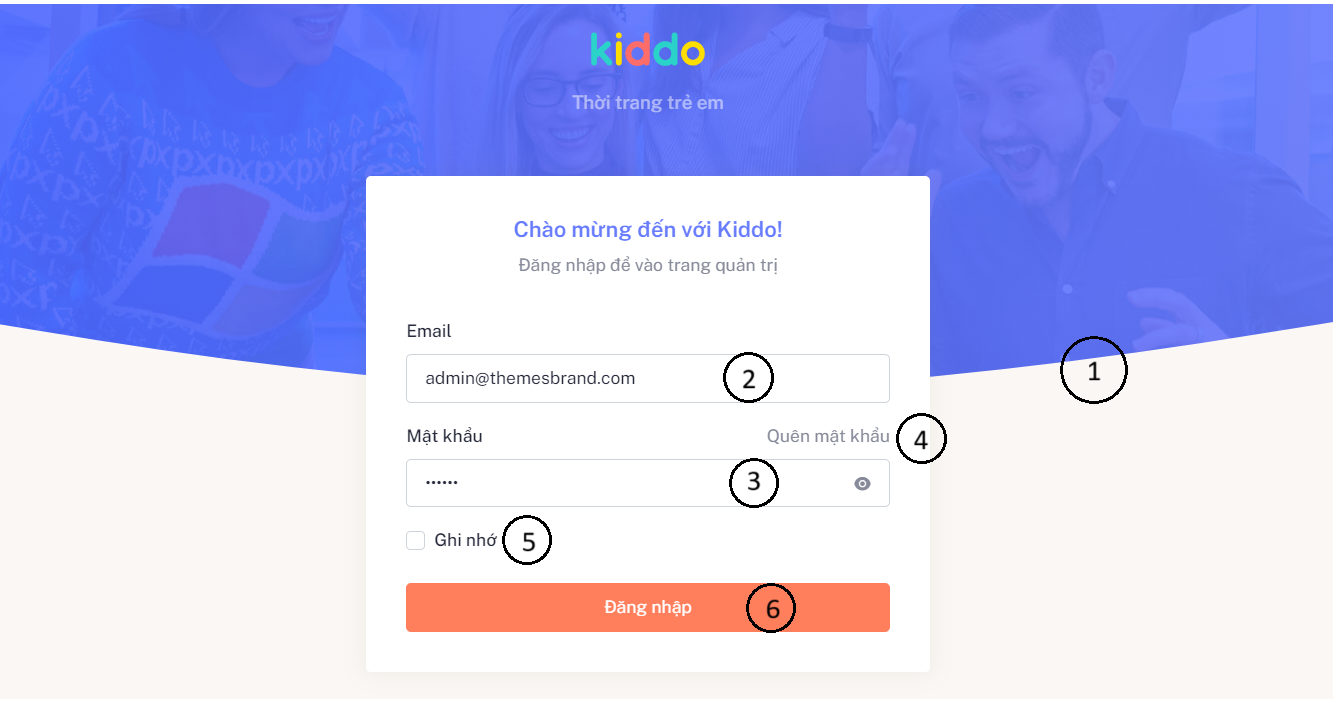 kiddo
Thời trang trẻ em
Chào mừng đến với Kiddo!
Đăng nhập để vào trang quản trị
Email
admin@themesbrand.com
2
1
Mật khẩu
Quên mật khẩu
4
••••••
3
Ghi nhớ
5
Đăng nhập
6